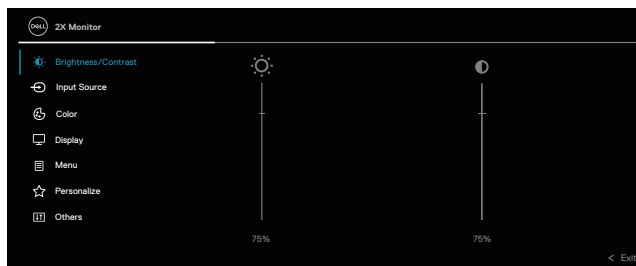 DELL 2X Monitor
Brightness/Contrast
Input Source
Color
Display
Menu
Personalize
Others
75% 75%
< Exit